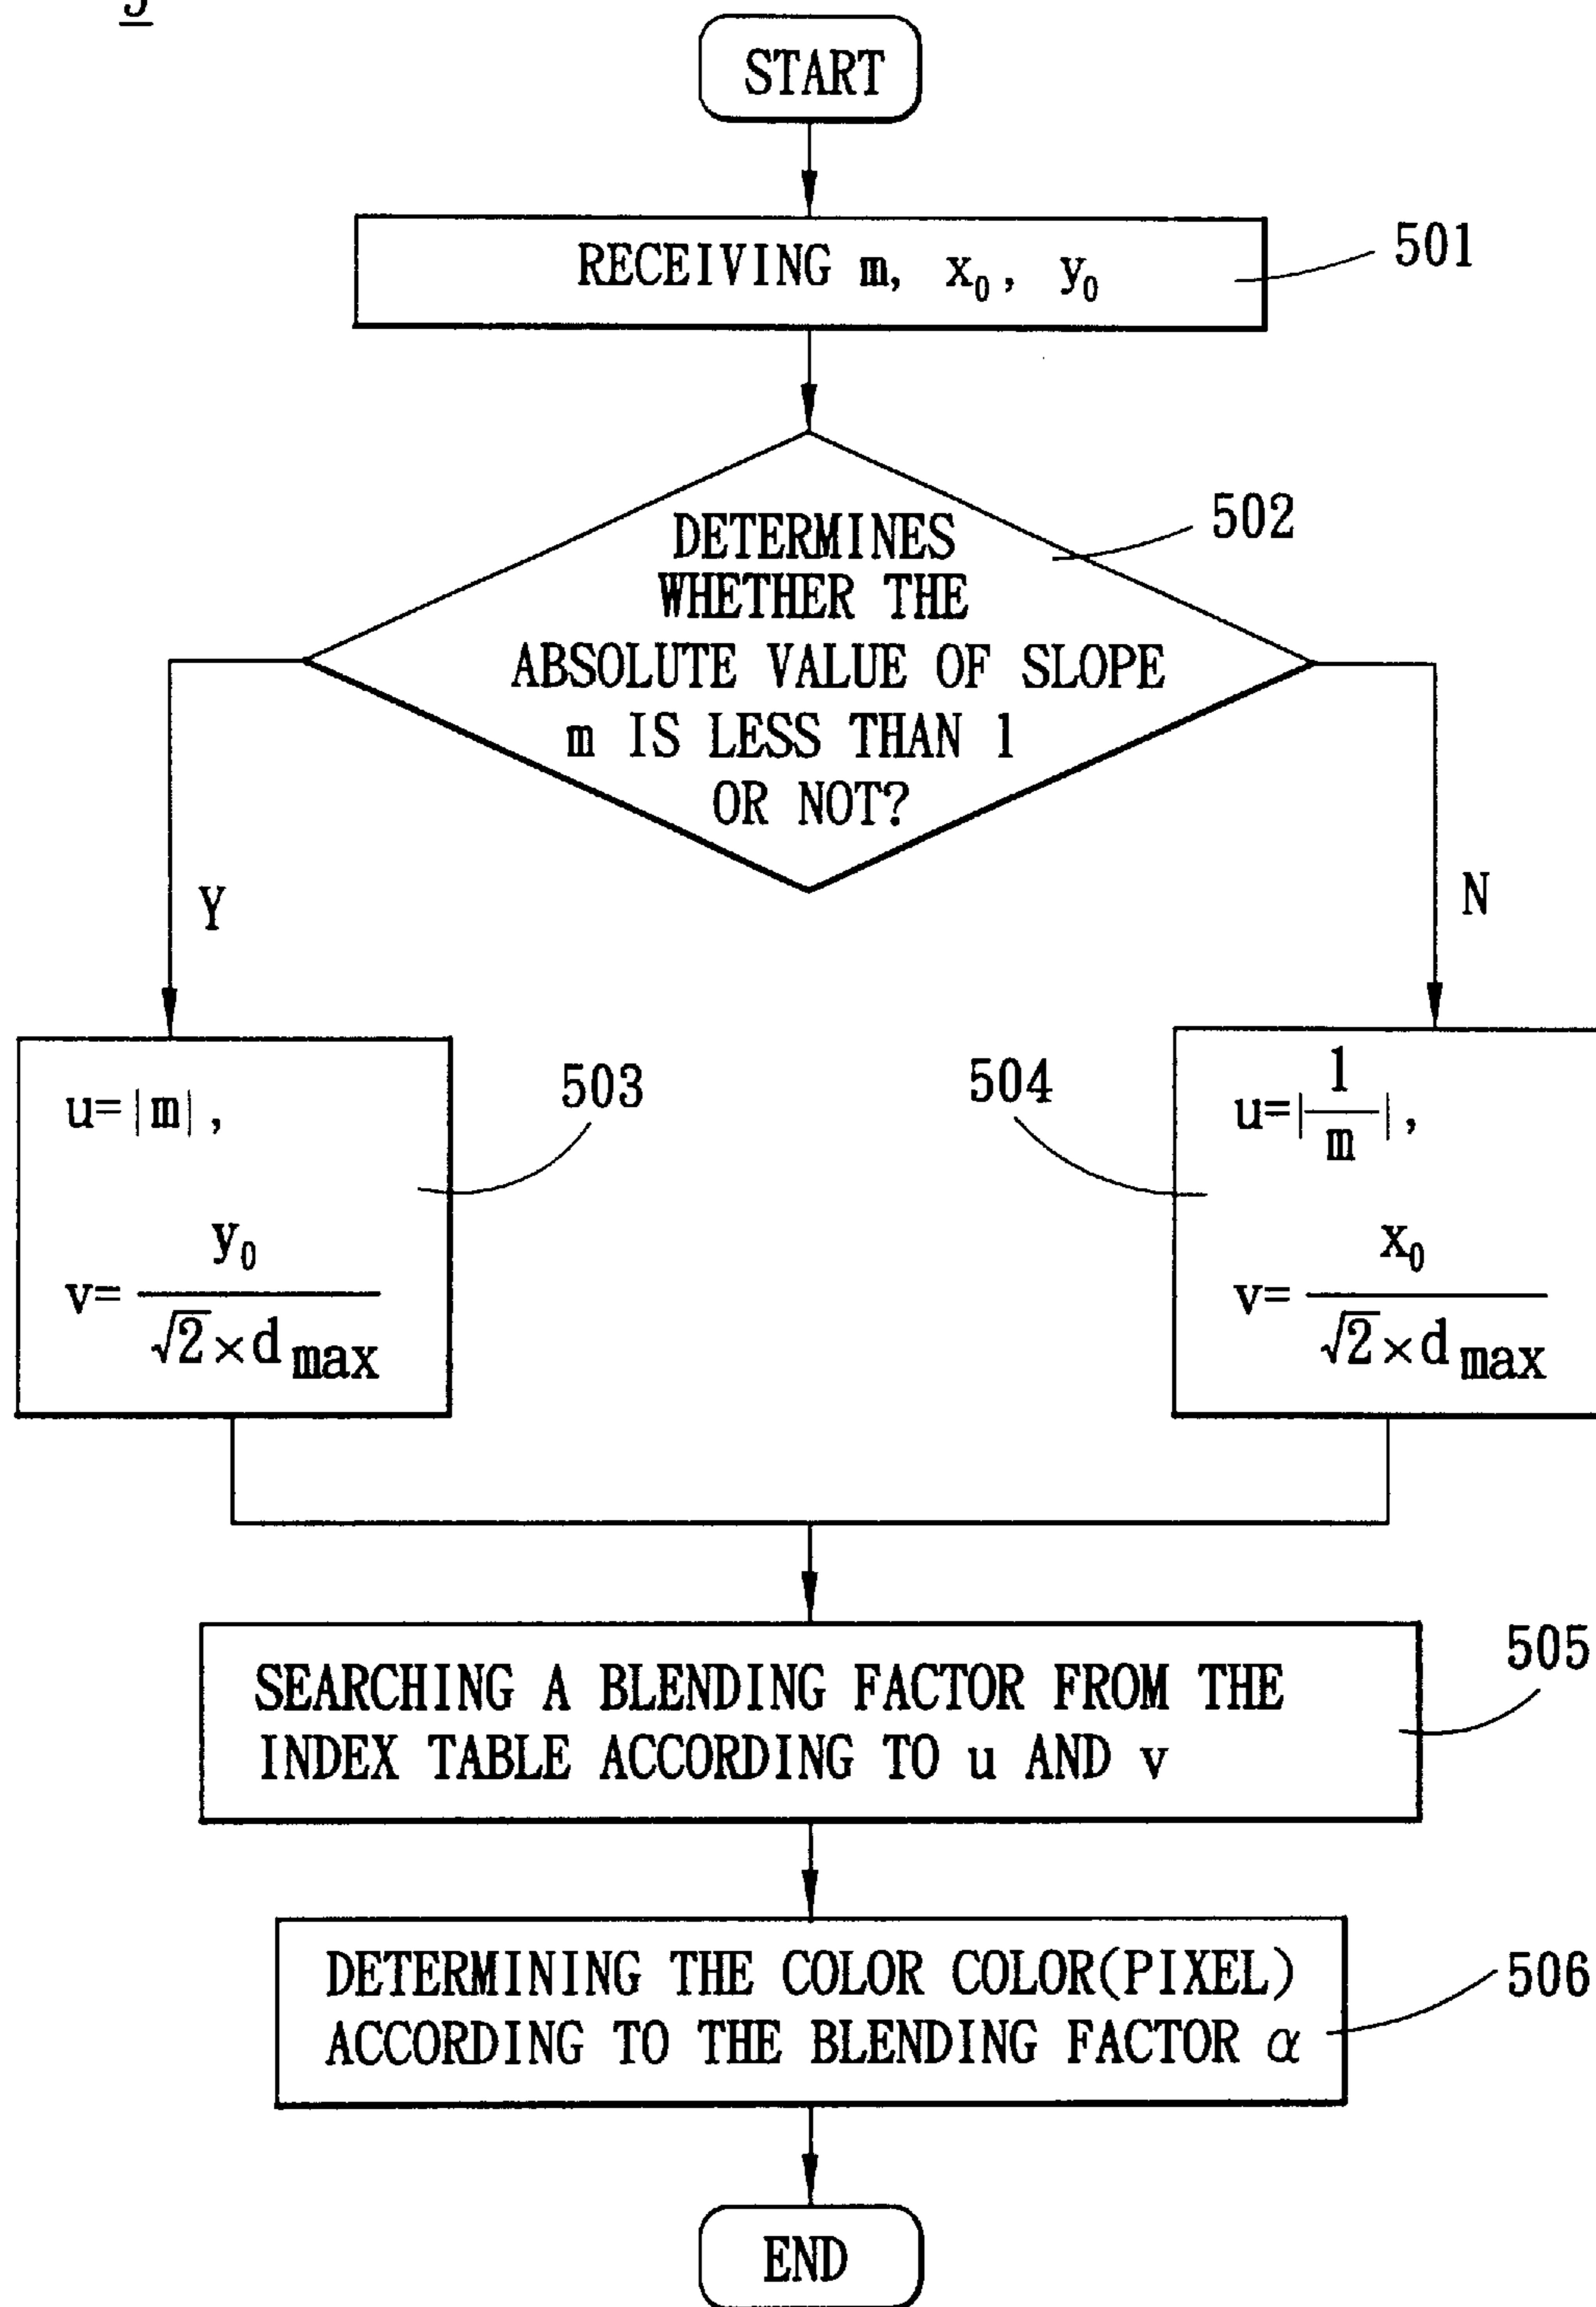 START
RECEIVING m, x₀, y₀
501
DETERMINES
WHETHER THE
ABSOLUTE VALUE OF SLOPE
m IS LESS THAN 1
OR NOT?
502
Y
N
u=|m|,
v= y₀ / √2×d max
503
u=|1/m|,
v= x₀ / √2×d max
504
SEARCHING A BLENDING FACTOR FROM THE
INDEX TABLE ACCORDING TO u AND v
505
DETERMINING THE COLOR COLOR(PIXEL)
ACCORDING TO THE BLENDING FACTOR α
506
END